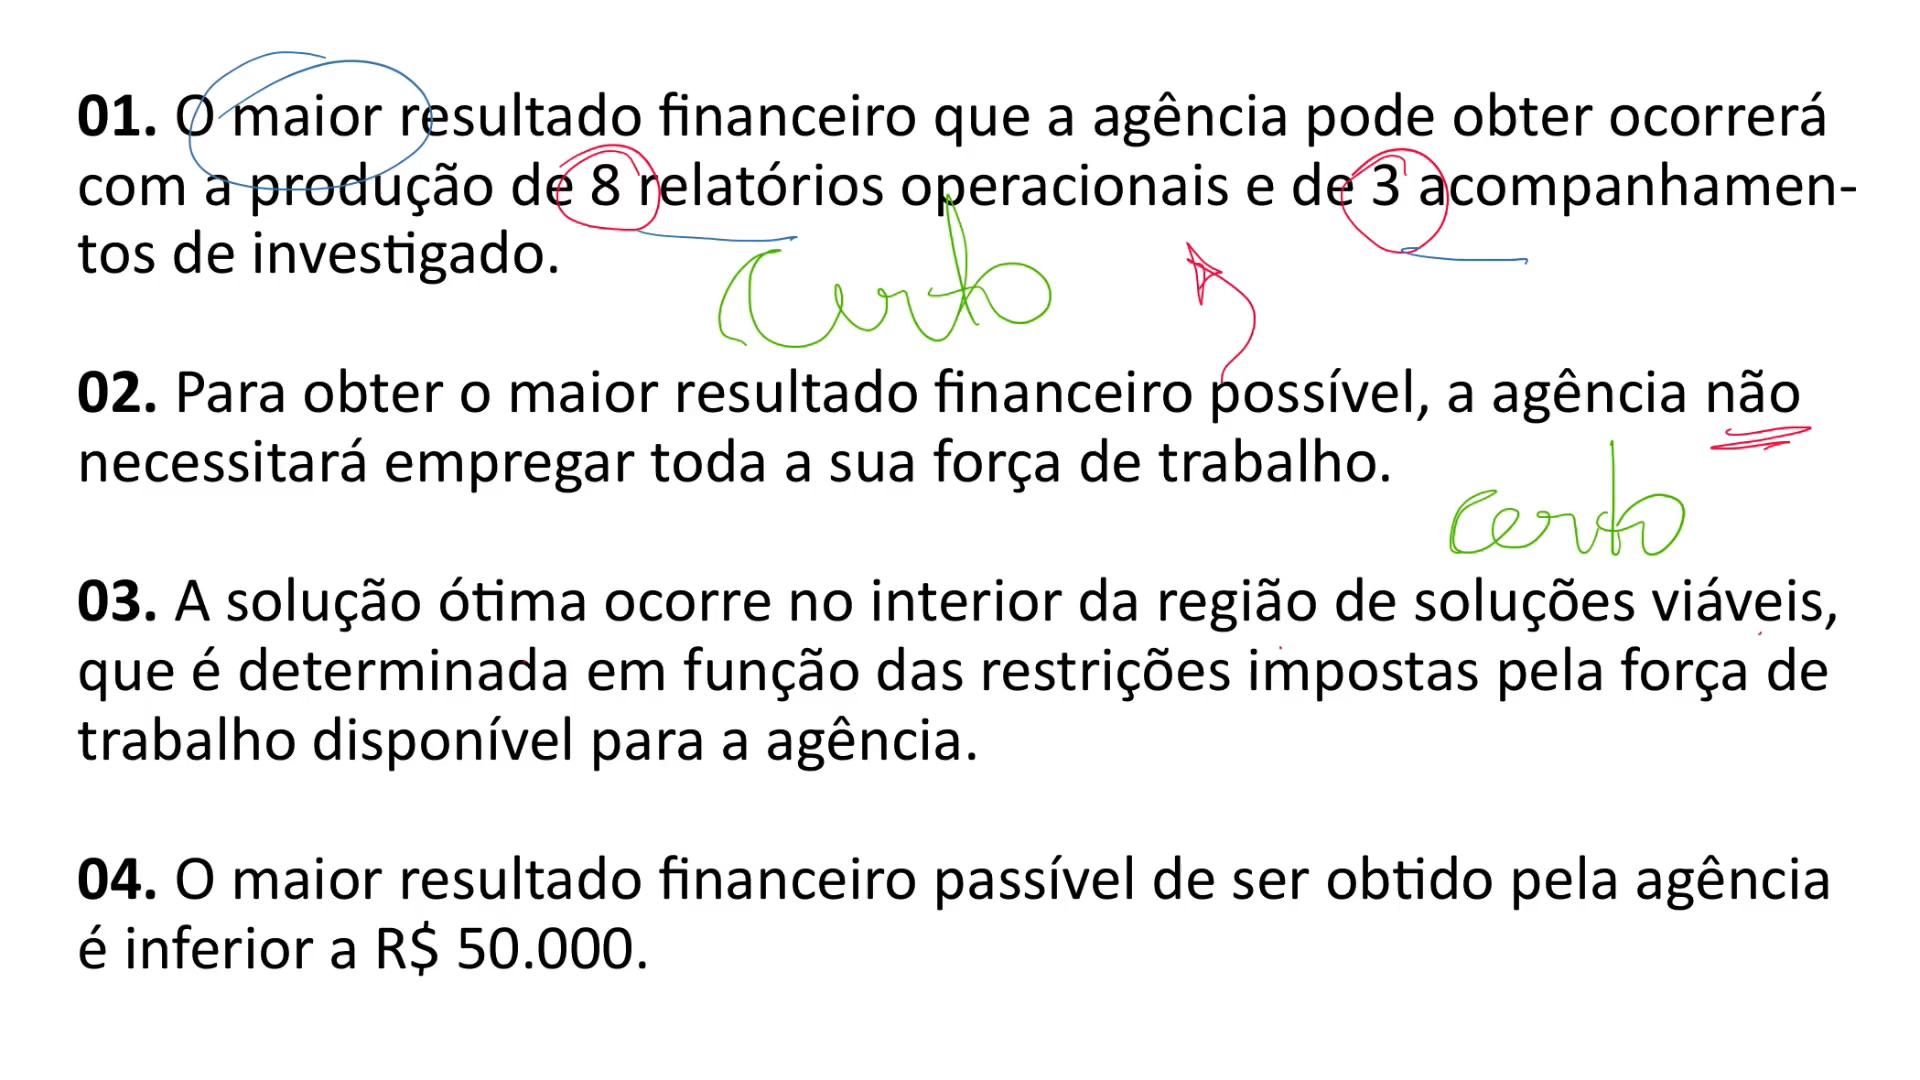 01. O maior resultado financeiro que a agência pode obter ocorrerá
com a produção de 8 relatórios operacionais e de 3 acompanhamen-
tos de investigado.
certo
02. Para obter o maior resultado financeiro possível, a agência não
necessitará empregar toda a sua força de trabalho.
certo
03. A solução ótima ocorre no interior da região de soluções viáveis,
que é determinada em função das restrições impostas pela força de
trabalho disponível para a agência.
04. O maior resultado financeiro passível de ser obtido pela agência
é inferior a R$ 50.000.